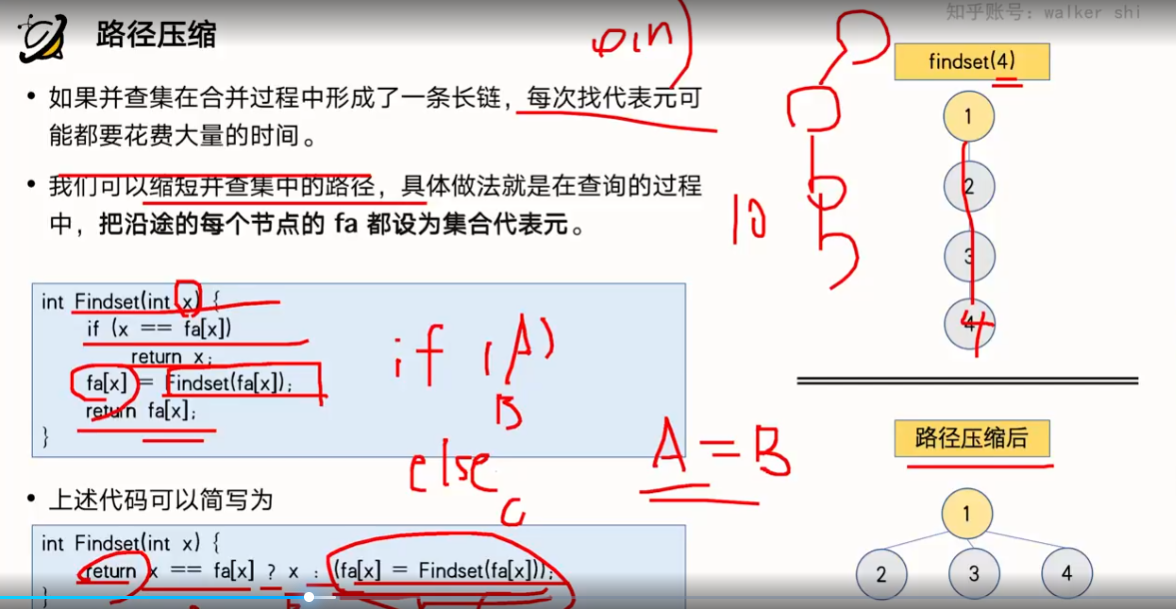 知乎账号：walker shi
路径压缩
• 如果并查集在合并过程中形成了一条长链，每次找代表元可
能都要花费大量的时间。
• 我们可以缩短并查集中的路径，具体做法就是在查询的过程
中，把沿途的每个节点的 fa 都设为集合代表元。
int Findset(int x) {
if (x == fa[x])
return x;
fa[x] = Findset(fa[x]);
return fa[x];
}
• 上述代码可以简写为
int Findset(int x) {
return x == fa[x] ? x : (fa[x] = Findset(fa[x]));
}
10
if (A)
B
else
C
A = B
findset(4)
1
2
3
4
4
路径压缩后
1
2 3 4